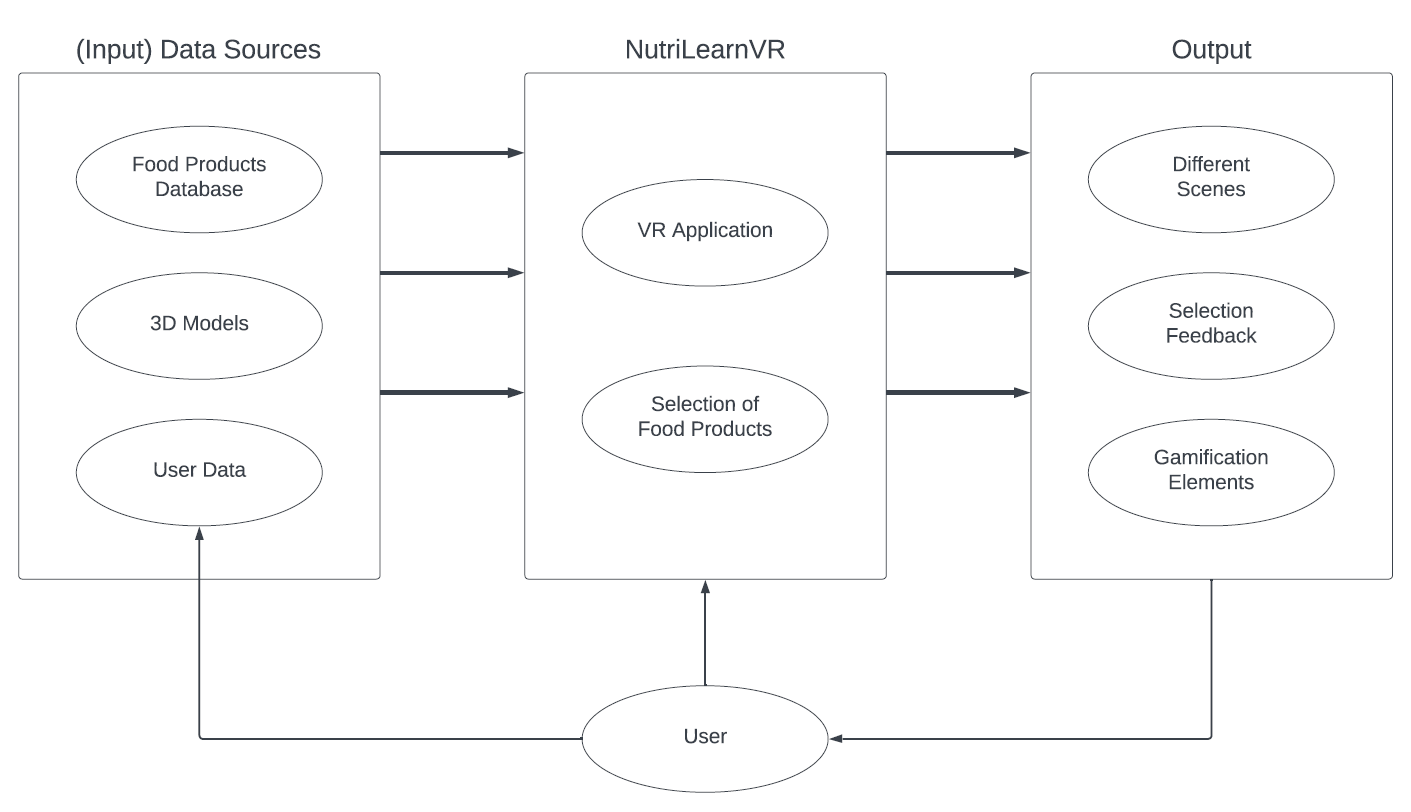 (Input) Data Sources
Food Products
Database
3D Models
User Data
NutriLearnVR
VR Application
Selection of
Food Products
Output
Different
Scenes
Selection
Feedback
Gamification
Elements
User